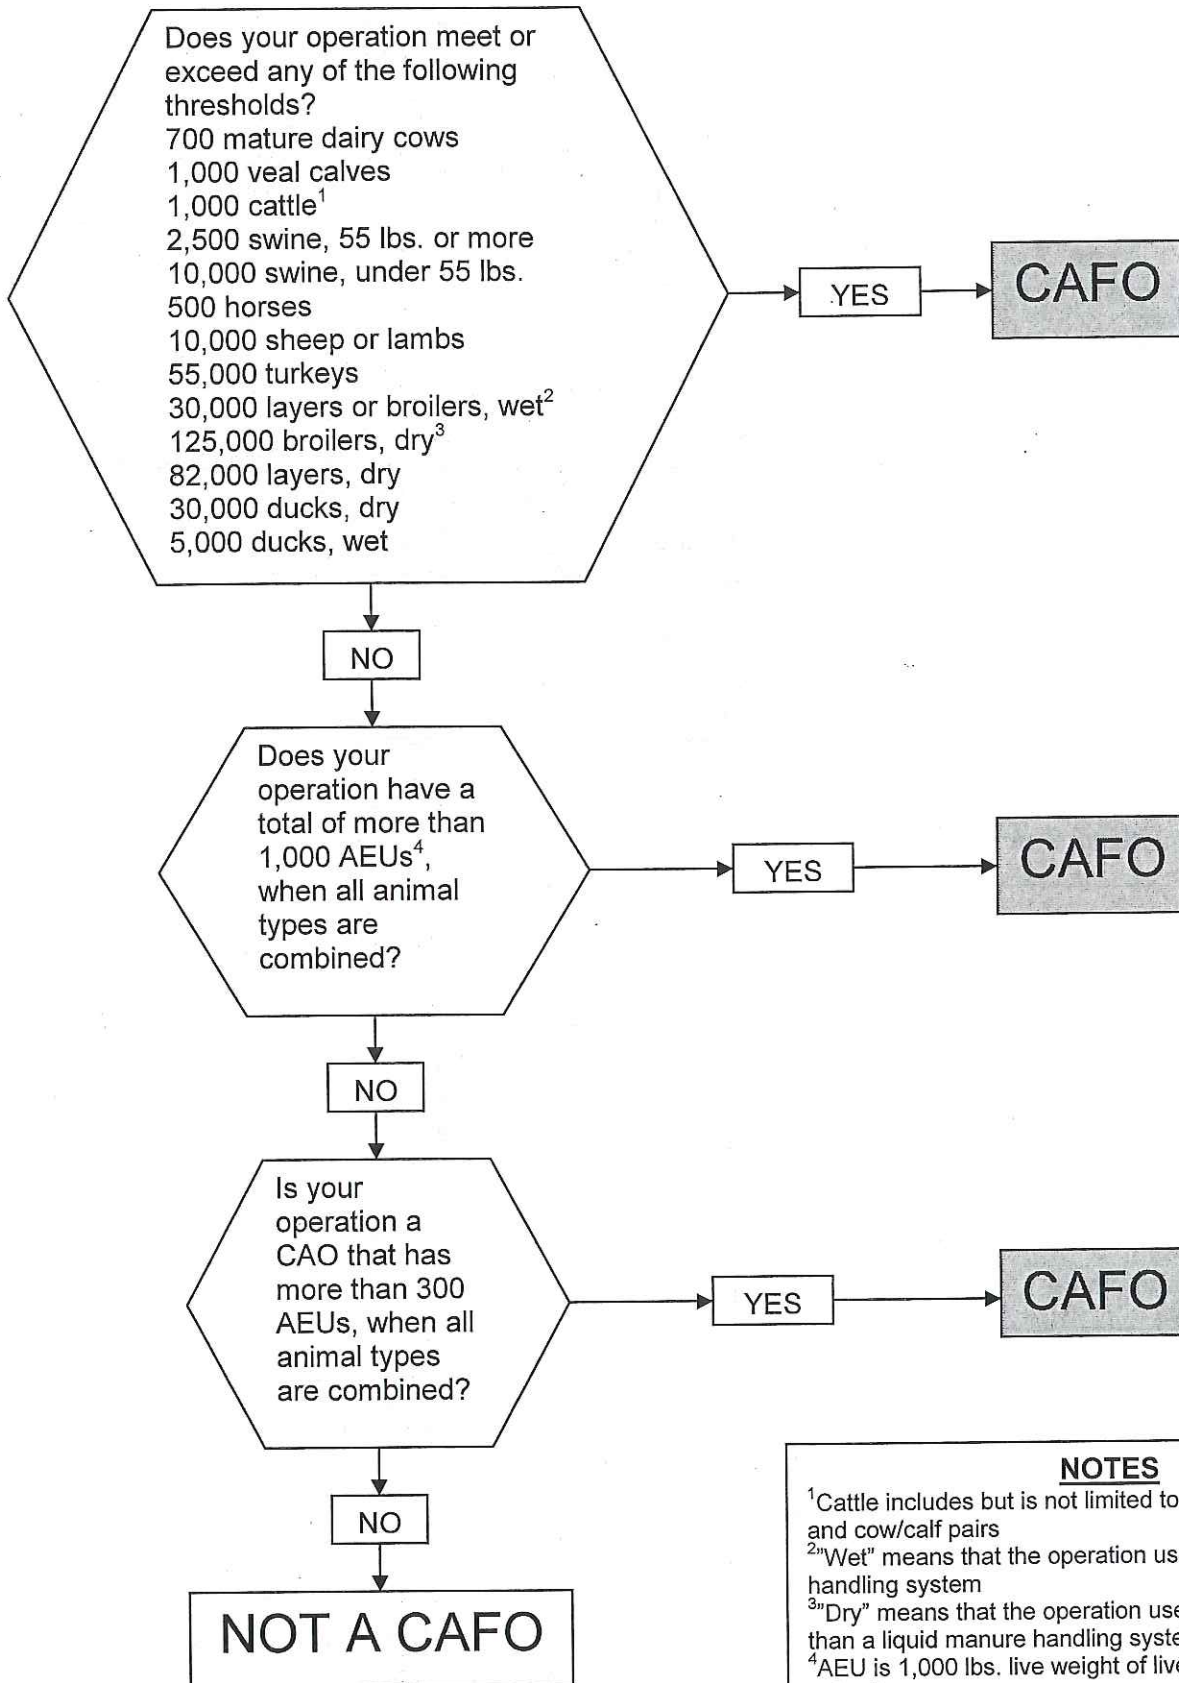 Does your operation meet or
exceed any of the following
thresholds?
700 mature dairy cows
1,000 veal calves
1,000 cattle¹
2,500 swine, 55 lbs. or more
10,000 swine, under 55 lbs.
500 horses
10,000 sheep or lambs
55,000 turkeys
30,000 layers or broilers, wet²
125,000 broilers, dry³
82,000 layers, dry
30,000 ducks, dry
5,000 ducks, wet
YES
CAFO
NO
Does your
operation have a
total of more than
1,000 AEUs⁴,
when all animal
types are
combined?
YES
CAFO
NO
Is your
operation a
CAO that has
more than 300
AEUs, when all
animal types
are combined?
YES
CAFO
NO
NOT A CAFO
NOTES
¹Cattle includes but is not limited to
and cow/calf pairs
²"Wet" means that the operation us
handling system
³"Dry" means that the operation use
than a liquid manure handling syste
⁴AEU is 1,000 lbs. live weight of live